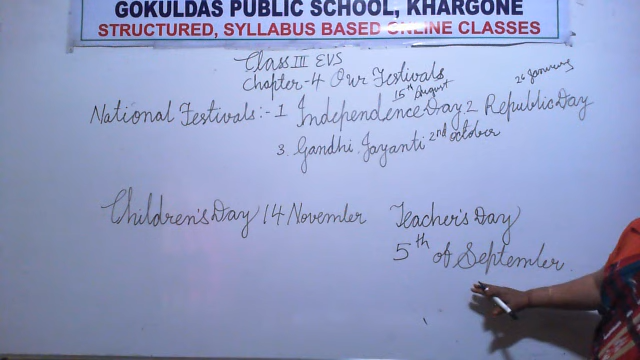 GOKULDAS PUBLIC SCHOOL, KHARGONE
STRUCTURED, SYLLABUS BASED ONLINE CLASSES
Class III EVS
Chapter-4 Our Festivals
15th August 26 January
National Festivals:- 1 Independence Day. 2 Republic Day
3. Gandhi Jayanti 2nd October
Children's Day 14 November Teacher's Day
5th of September.